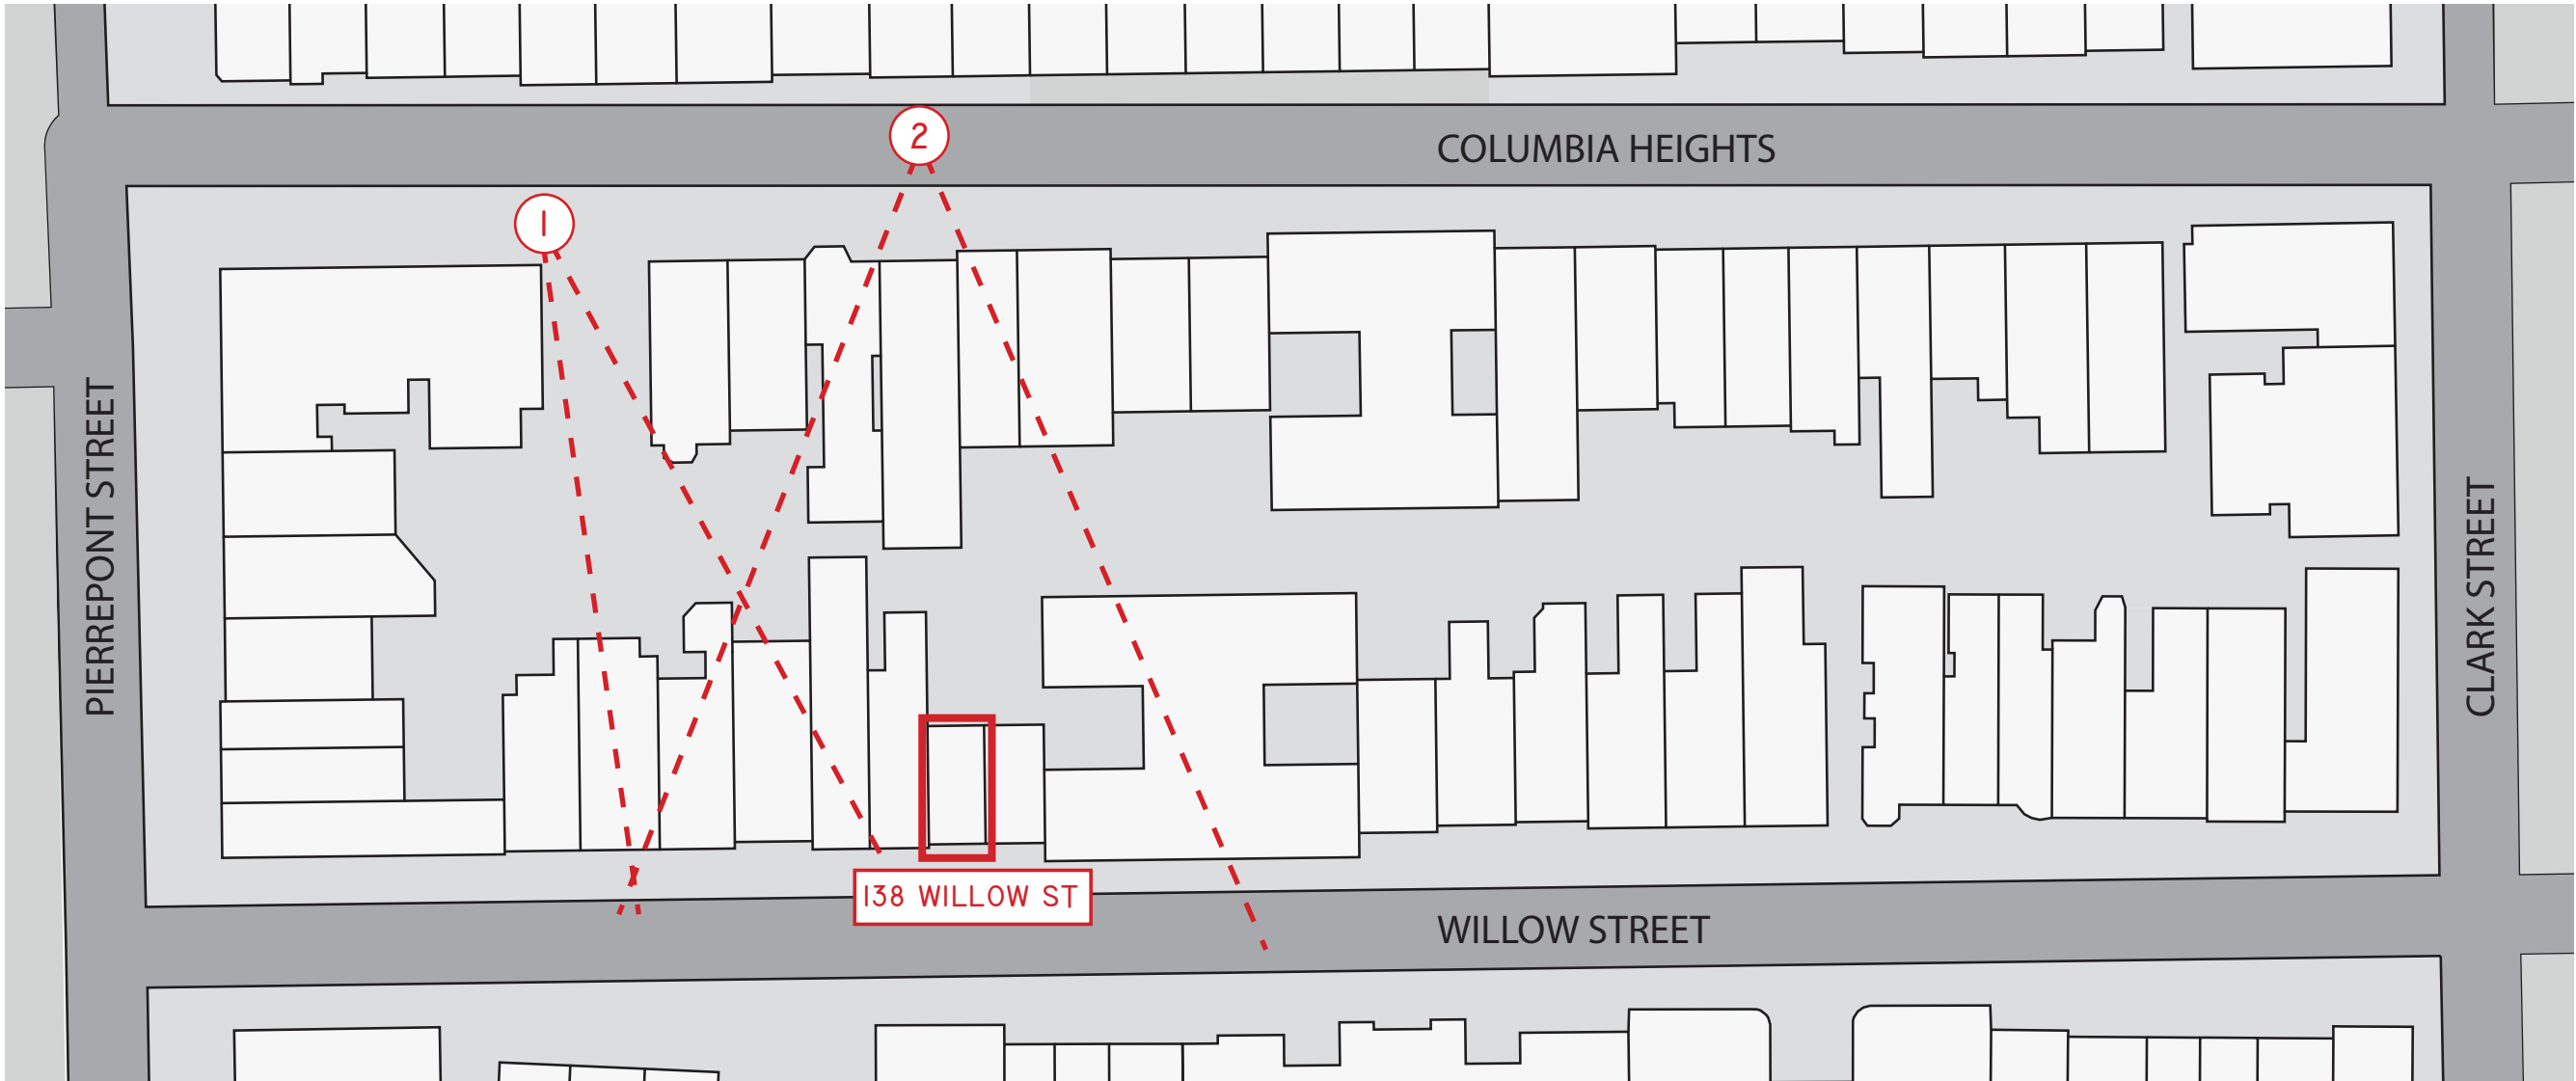 2
COLUMBIA HEIGHTS
1
PIERREPONT STREET
CLARK STREET
138 WILLOW ST
WILLOW STREET